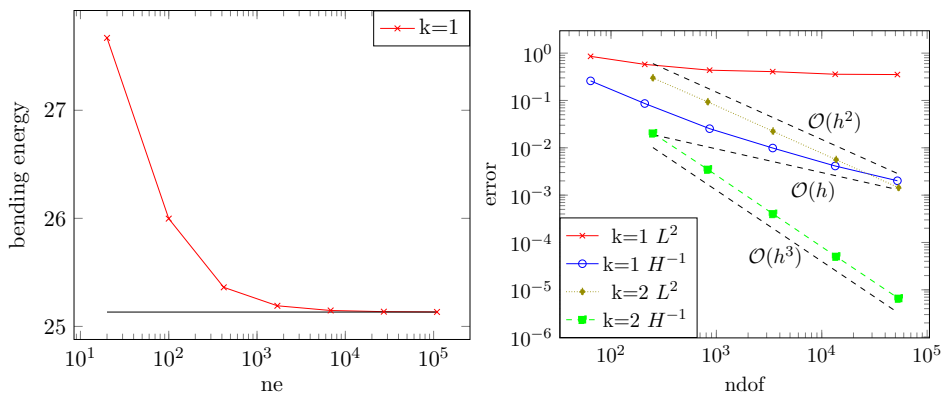 k=1
27
26
25
bending energy
10^1
10^2
10^3
10^4
10^5
ne
10^0
10^{-1}
10^{-2}
10^{-3}
10^{-4}
10^{-5}
10^{-6}
error
O(h^2)
O(h)
O(h^3)
k=1 L^2
k=1 H^{-1}
k=2 L^2
k=2 H^{-1}
10^2
10^3
10^4
10^5
ndof